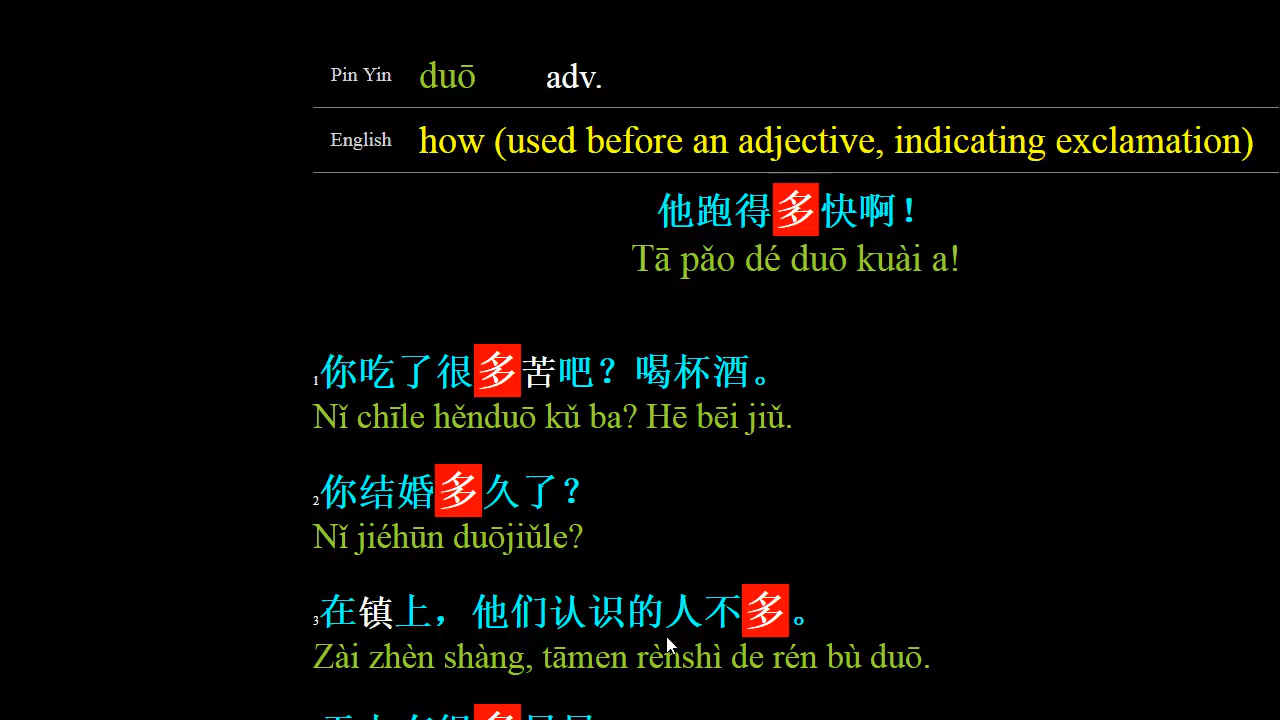 Pin Yin duō adv.
English how (used before an adjective, indicating exclamation)
他跑得多快啊！
Tā pǎo dé duō kuài a!
1你吃了很多苦吧？喝杯酒。
Nǐ chīle hěnduō kǔ ba? Hē bēi jiǔ.
2你结婚多久了？
Nǐ jiéhūn duōjiǔle?
3在镇上，他们认识的人不多。
Zài zhèn shàng, tāmen rènshì de rén bù duō.